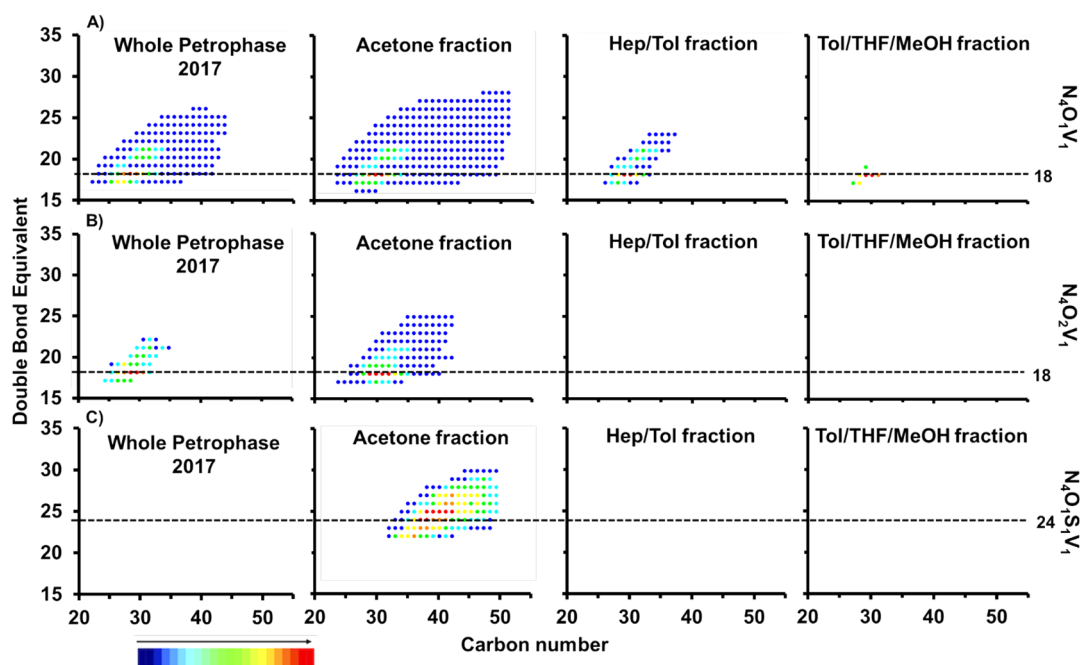 A)
Whole Petrophase
2017
Acetone fraction
Hep/Tol fraction
Tol/THF/MeOH fraction
35
30
25
20
15
18
N₄O₁V₁
B)
Whole Petrophase
2017
Acetone fraction
Hep/Tol fraction
Tol/THF/MeOH fraction
35
30
25
20
15
18
N₄O₂V₁
Double Bond Equivalent
C)
Whole Petrophase
2017
Acetone fraction
Hep/Tol fraction
Tol/THF/MeOH fraction
35
30
25
20
15
24
N₄O₁S₁V₁
20 30 40 50 20 30 40 50 20 30 40 50 20 30 40 50
Carbon number